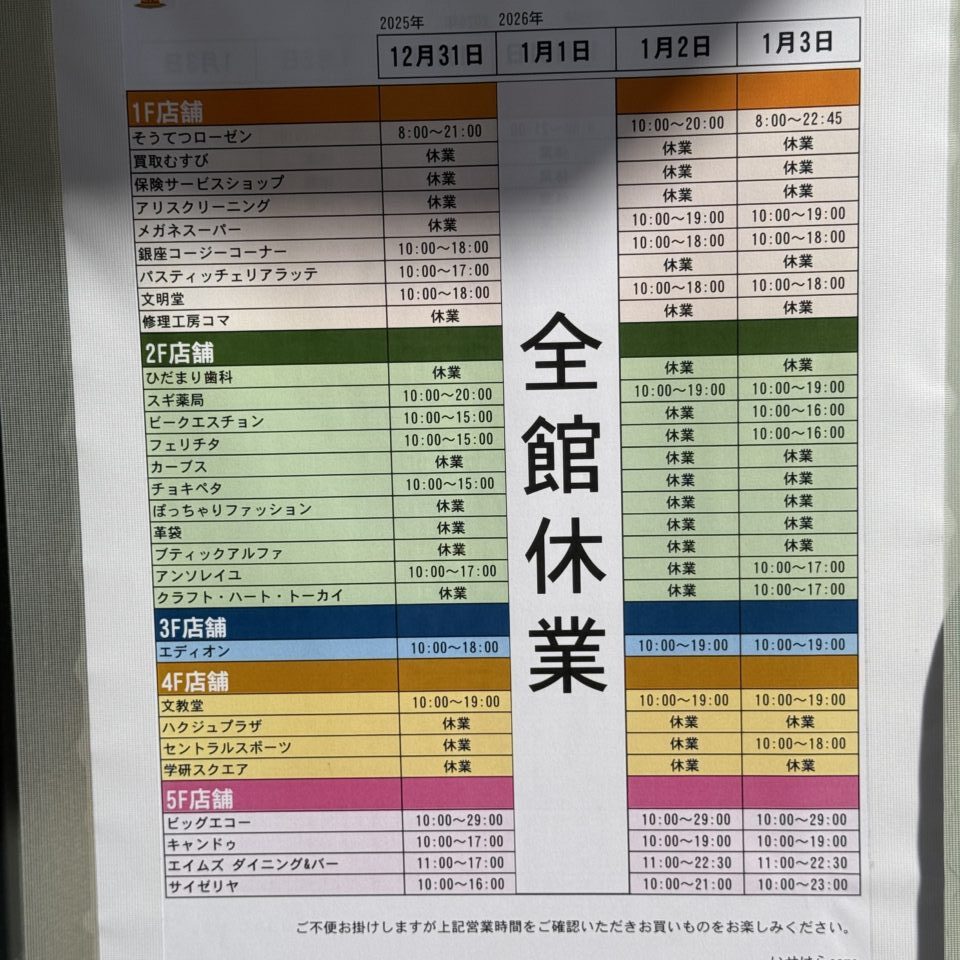 2025年 2026年
12月31日 1月1日 1月2日 1月3日
1F店舗
そうてつローゼン 8:00～21:00 10:00～20:00 8:00～22:45
買取むすび 休業 休業 休業
保険サービスショップ 休業 休業 休業
アリスクリーニング 休業 休業 休業
メガネスーパー 休業 10:00～19:00 10:00～19:00
銀座コージーコーナー 10:00～18:00 10:00～18:00 10:00～18:00
パスティッチェリアラッテ 10:00～17:00 休業 休業
文明堂 10:00～18:00 10:00～18:00 10:00～18:00
修理工房コマ 休業 休業 休業
2F店舗
ひだまり歯科 休業 休業 休業
スギ薬局 10:00～20:00 10:00～19:00 10:00～19:00
ピークエスチョン 10:00～15:00 休業 10:00～16:00
フェリチタ 10:00～15:00 休業 10:00～16:00
カーブス 休業 休業 休業
チョキペタ 10:00～15:00 休業 休業
ぽっちゃりファッション 休業 休業 休業
革袋 休業 休業 休業
ブティックアルファ 休業 休業 休業
アンソレイユ 10:00～17:00 休業 10:00～17:00
クラフト・ハート・トーカイ 休業 休業 10:00～17:00
3F店舗
エディオン 10:00～18:00 10:00～19:00 10:00～19:00
4F店舗
文教堂 10:00～19:00 10:00～19:00 10:00～19:00
ハクジュプラザ 休業 休業 休業
セントラルスポーツ 休業 休業 10:00～18:00
学研スクエア 休業 休業 休業
5F店舗
ビッグエコー 10:00～29:00 10:00～29:00 10:00～29:00
キャンドゥ 10:00～17:00 10:00～19:00 10:00～19:00
エイムズ ダイニング&バー 11:00～17:00 11:00～22:30 11:00～22:30
サイゼリヤ 10:00～16:00 10:00～21:00 10:00～23:00
全館休業
ご不便お掛けしますが上記営業時間をご確認いただきお買いものをお楽しみください。